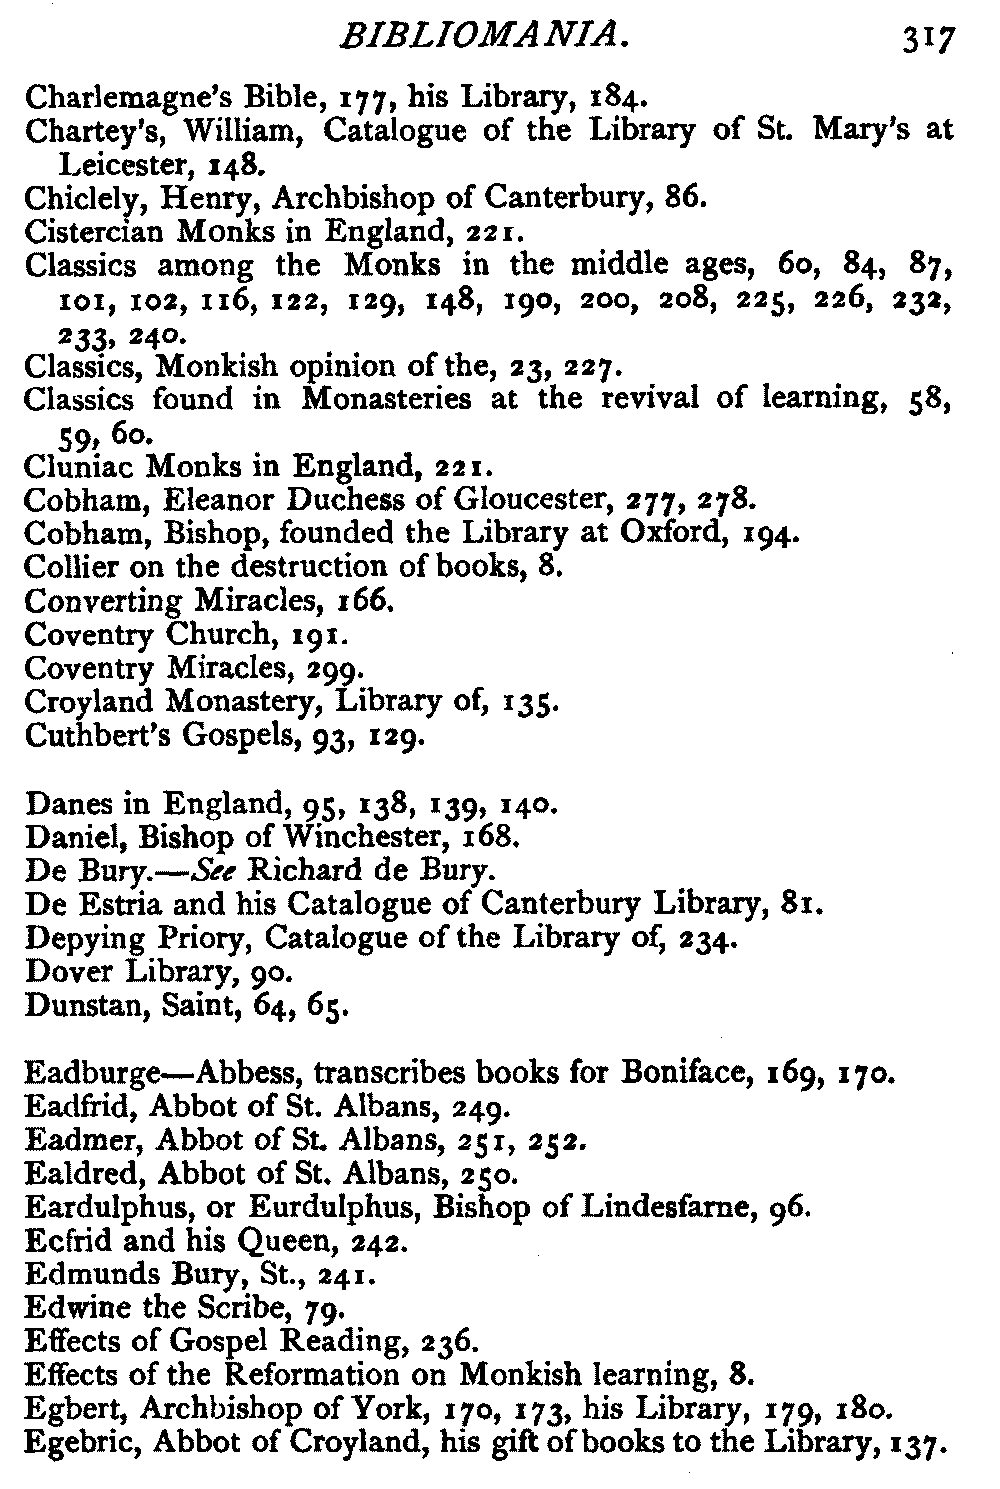 BIBLIOMANIA. 317
Charlemagne's Bible, 177, his Library, 184.
Chartey's, William, Catalogue of the Library of St. Mary's at
Leicester, 148.
Chiclely, Henry, Archbishop of Canterbury, 86.
Cistercian Monks in England, 221.
Classics among the Monks in the middle ages, 60, 84, 87,
101, 102, 116, 122, 129, 148, 190, 200, 208, 225, 226, 232,
233, 240.
Classics, Monkish opinion of the, 23, 227.
Classics found in Monasteries at the revival of learning, 58,
59, 60.
Cluniac Monks in England, 221.
Cobham, Eleanor Duchess of Gloucester, 277, 278.
Cobham, Bishop, founded the Library at Oxford, 194.
Collier on the destruction of books, 8.
Converting Miracles, 166.
Coventry Church, 191.
Coventry Miracles, 299.
Croyland Monastery, Library of, 135.
Cuthbert's Gospels, 93, 129.
Danes in England, 95, 138, 139, 140.
Daniel, Bishop of Winchester, 168.
De Bury.—See Richard de Bury.
De Estria and his Catalogue of Canterbury Library, 81.
Depying Priory, Catalogue of the Library of, 234.
Dover Library, 90.
Dunstan, Saint, 64, 65.
Eadburge—Abbess, transcribes books for Boniface, 169, 170.
Eadfrid, Abbot of St. Albans, 249.
Eadmer, Abbot of St. Albans, 251, 252.
Ealdred, Abbot of St. Albans, 250.
Eardulphus, or Eurdulphus, Bishop of Lindesfarne, 96.
Ecfrid and his Queen, 242.
Edmunds Bury, St., 241.
Edwine the Scribe, 79.
Effects of Gospel Reading, 236.
Effects of the Reformation on Monkish learning, 8.
Egbert, Archbishop of York, 170, 173, his Library, 179, 180.
Egebric, Abbot of Croyland, his gift of books to the Library, 137.